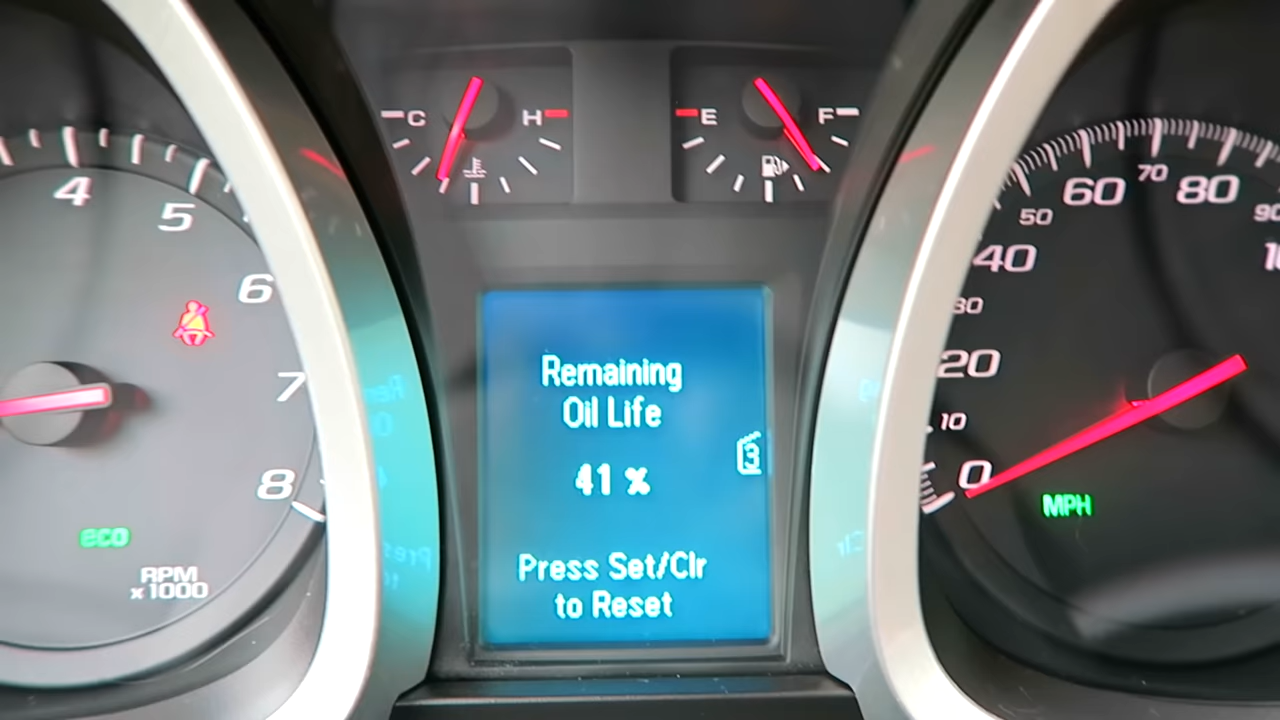 C H
E F
4
5
6
7
8
eco
RPM
x1000
Remaining
Oil Life
41 %
3
Press Set/Clr
to Reset
0
10
20
30
40
50
60
70
80
MPH